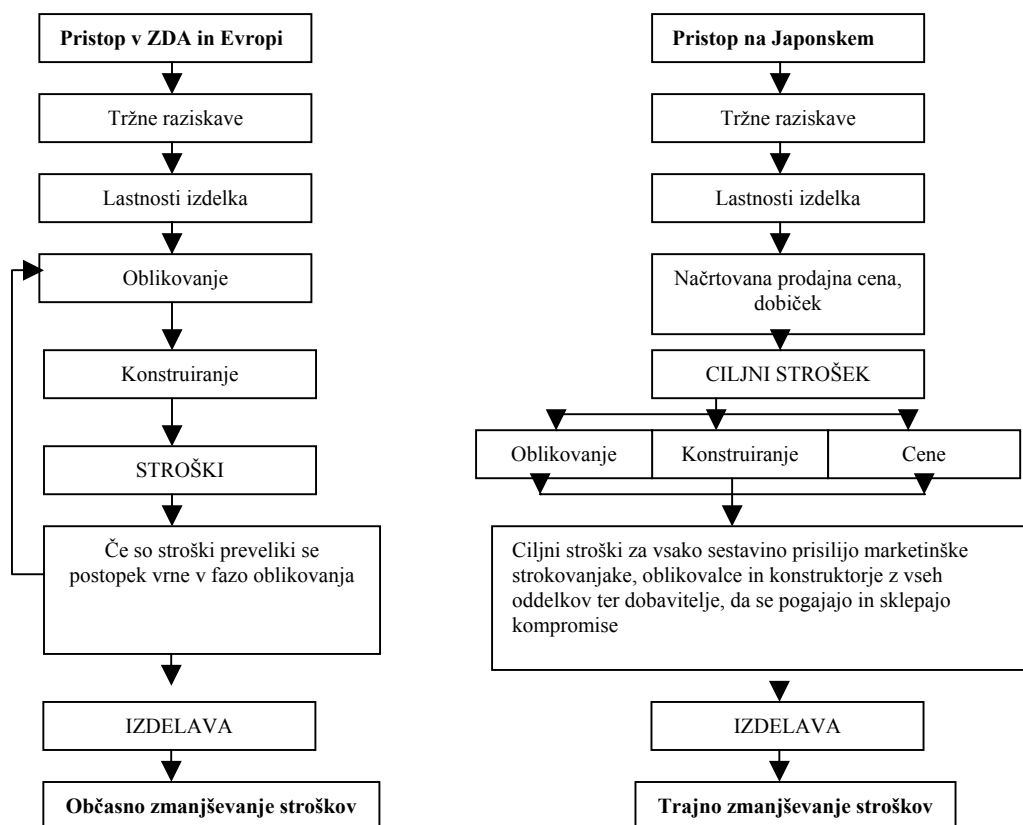 Pristop v ZDA in Evropi
Tržne raziskave
Lastnosti izdelka
Oblikovanje
Konstruiranje
STROŠKI
Če so stroški preveliki se
postopek vrne v fazo oblikovanja
IZDELAVA
Občasno zmanjševanje stroškov
Pristop na Japonskem
Tržne raziskave
Lastnosti izdelka
Načrtovana prodajna cena,
dobiček
CILJNI STROŠEK
Oblikovanje
Konstruiranje
Cene
Ciljni stroški za vsako sestavino prisilijo marketinške
strokovanjake, oblikovalce in konstruktorje z vseh
oddelkov ter dobavitelje, da se pogajajo in sklepajo
kompromise
IZDELAVA
Trajno zmanjševanje stroškov